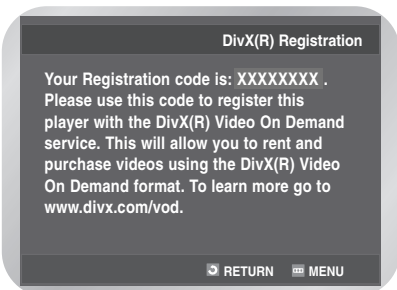 DivX(R) Registration
Your Registration code is: XXXXXXXX .
Please use this code to register this
player with the DivX(R) Video On Demand
service. This will allow you to rent and
purchase videos using the DivX(R) Video
On Demand format. To learn more go to
www.divx.com/vod.
RETURN MENU